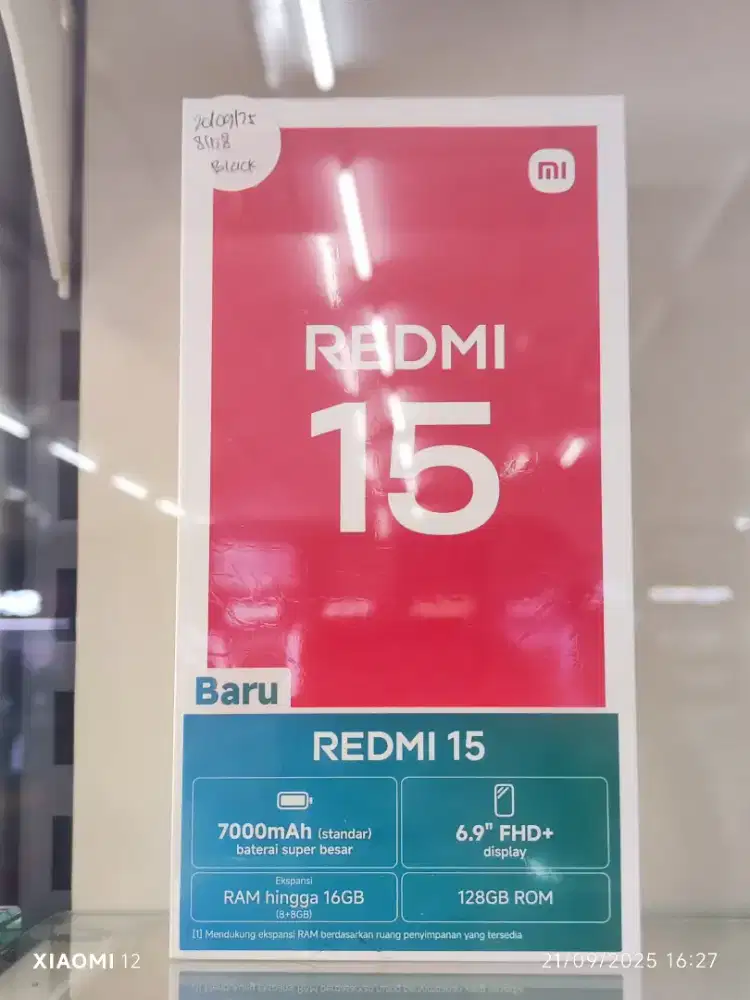 20/09/25
8/128
Black
mi
REDMI
15
Baru
REDMI 15
7000mAh (standar)
baterai super besar
6.9" FHD+
display
Ekspansi
RAM hingga 16GB
(8+8GB)
128GB ROM
[1] Mendukung ekspansi RAM berdasarkan ruang penyimpanan yang tersedia
XIAOMI 12
21/09/2025 16:27